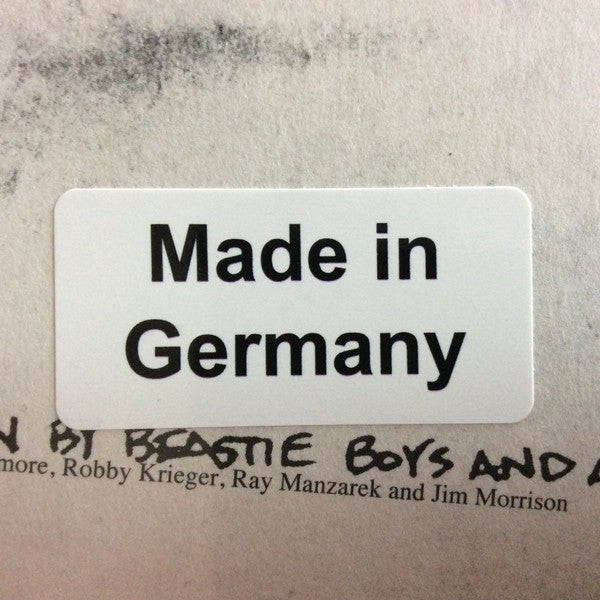 Made in
Germany
N BY BEASTIE BOYS AND
more, Robby Krieger, Ray Manzarek and Jim Morrison